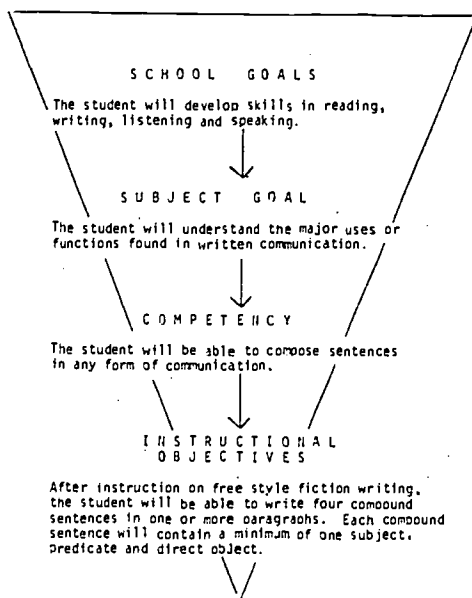 SCHOOL GOALS
The student will develop skills in reading,
writing, listening and speaking.
SUBJECT GOAL
The student will understand the major uses or
functions found in written communication.
COMPETENCY
The student will be able to compose sentences
in any form of communication.
INSTRUCTIONAL
OBJECTIVES
After instruction on free style fiction writing,
the student will be able to write four compound
sentences in one or more paragraphs. Each compound
sentence will contain a minimum of one subject,
predicate and direct object.